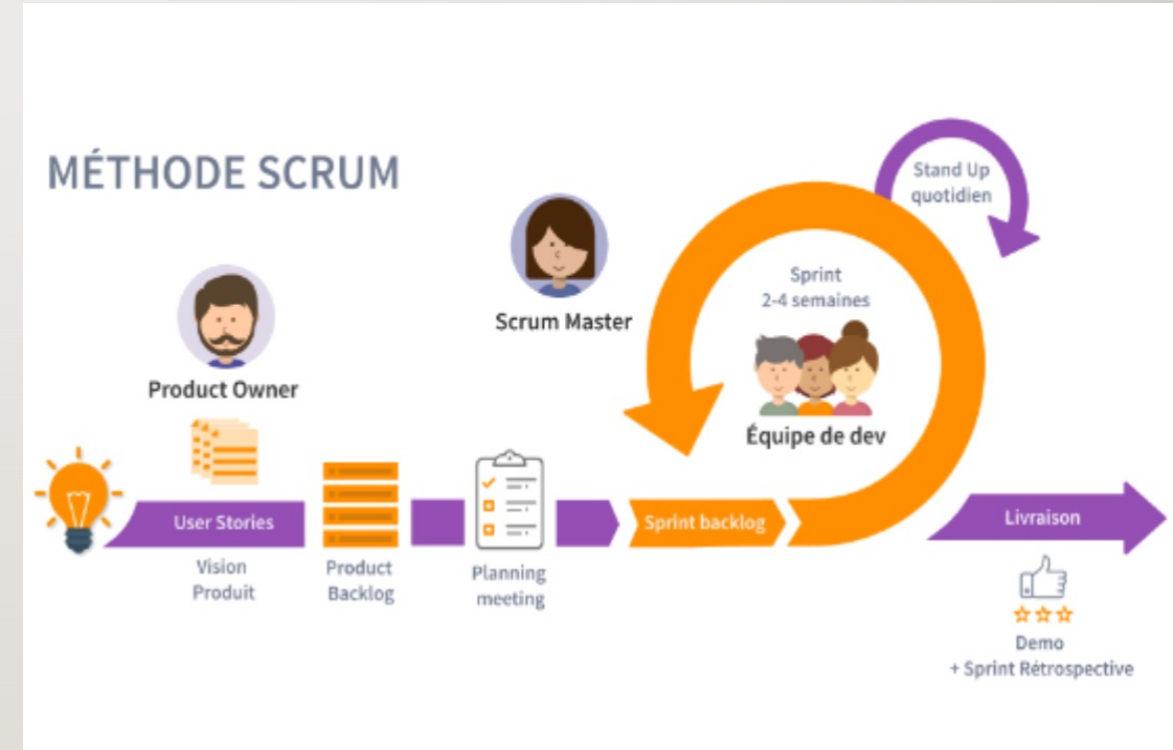 MÉTHODE SCRUM
Stand Up
quotidien
Sprint
2-4 semaines
Scrum Master
Product Owner
Équipe de dev
User Stories
Sprint backlog
Livraison
Vision
Produit
Product
Backlog
Planning
meeting
Demo
+ Sprint Rétrospective